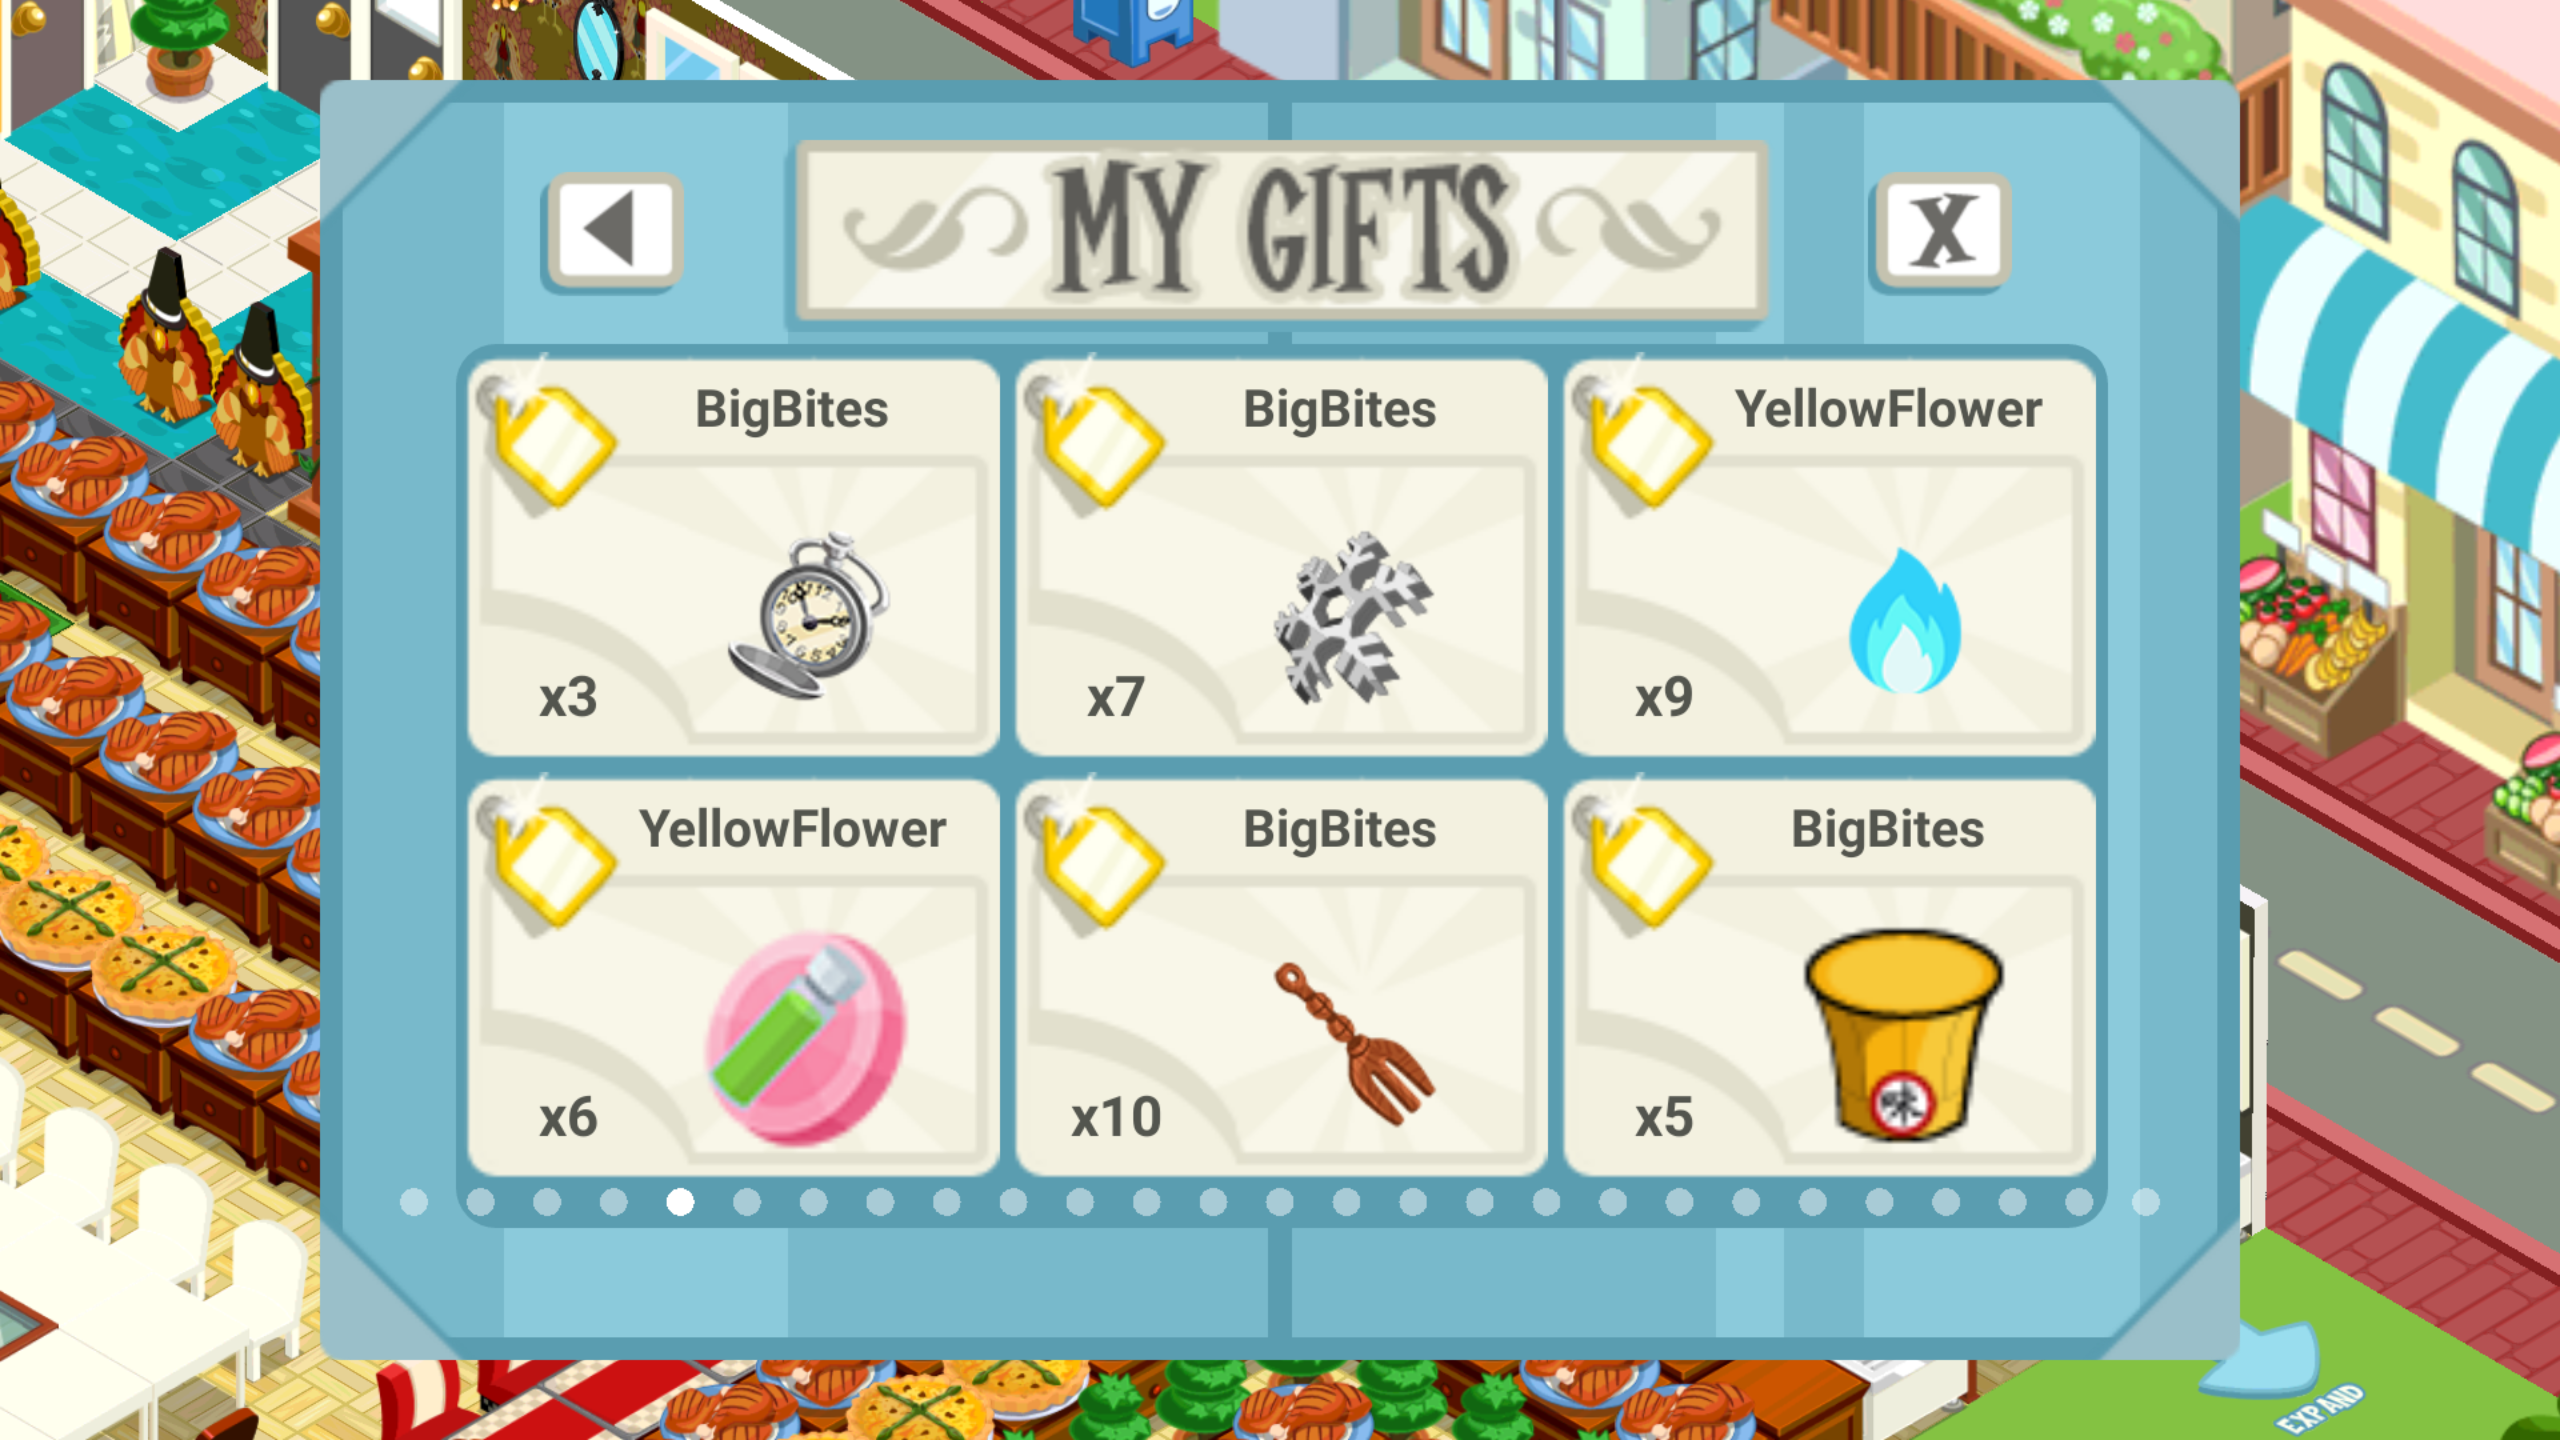 MY GIFTS
X
BigBites
x3
BigBites
x7
YellowFlower
x9
YellowFlower
x6
BigBites
x10
BigBites
x5
EXPAND